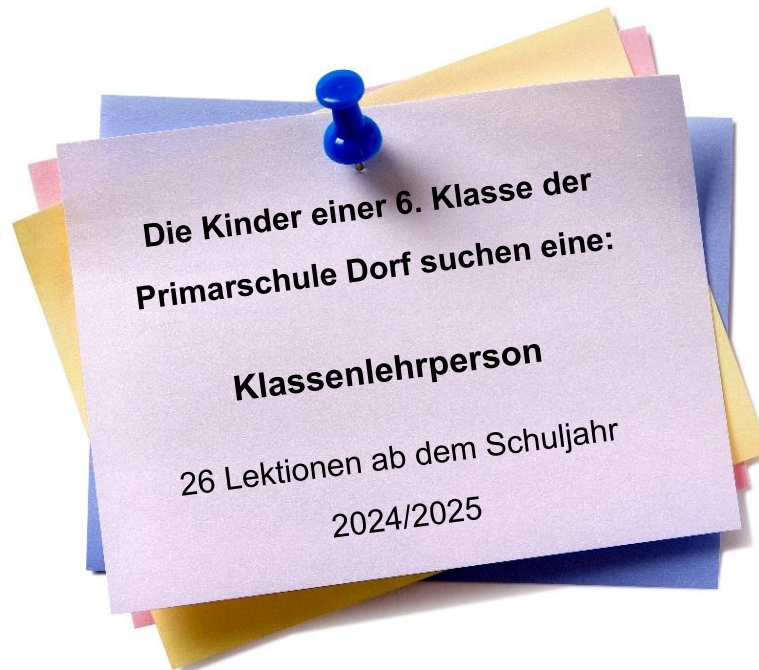 Die Kinder einer 6. Klasse der
Primarschule Dorf suchen eine:
Klassenlehrperson
26 Lektionen ab dem Schuljahr
2024/2025